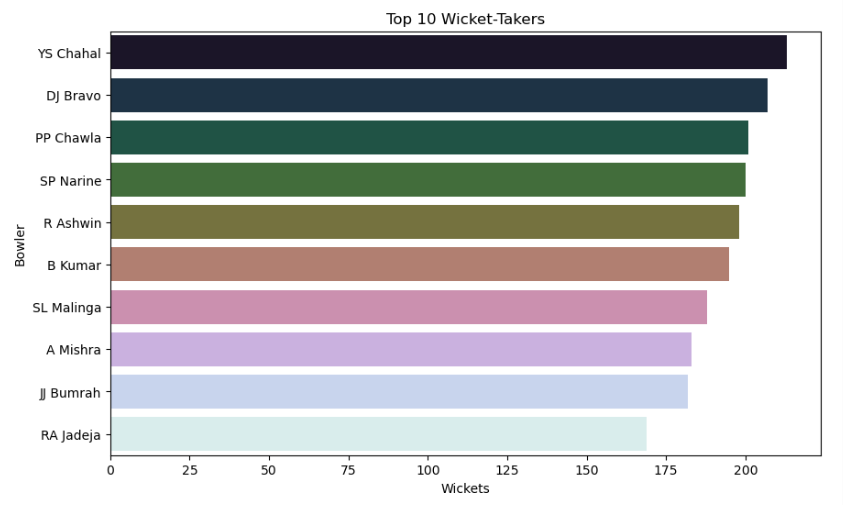 Top 10 Wicket-Takers
Bowler
YS Chahal
DJ Bravo
PP Chawla
SP Narine
R Ashwin
B Kumar
SL Malinga
A Mishra
JJ Bumrah
RA Jadeja
0 25 50 75 100 125 150 175 200
Wickets